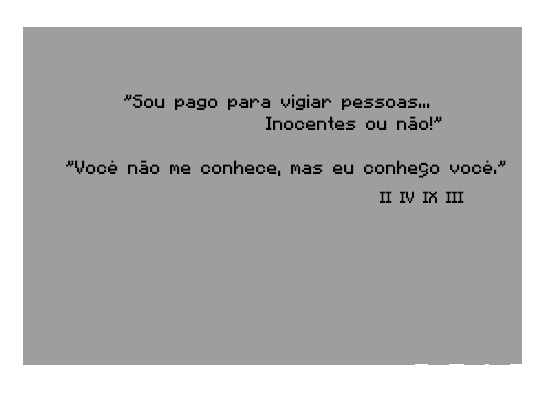 "Sou pago para vigiar pessoas...
Inocentes ou não!"
"Você não me conhece, mas eu conheço você."
II IV IX III